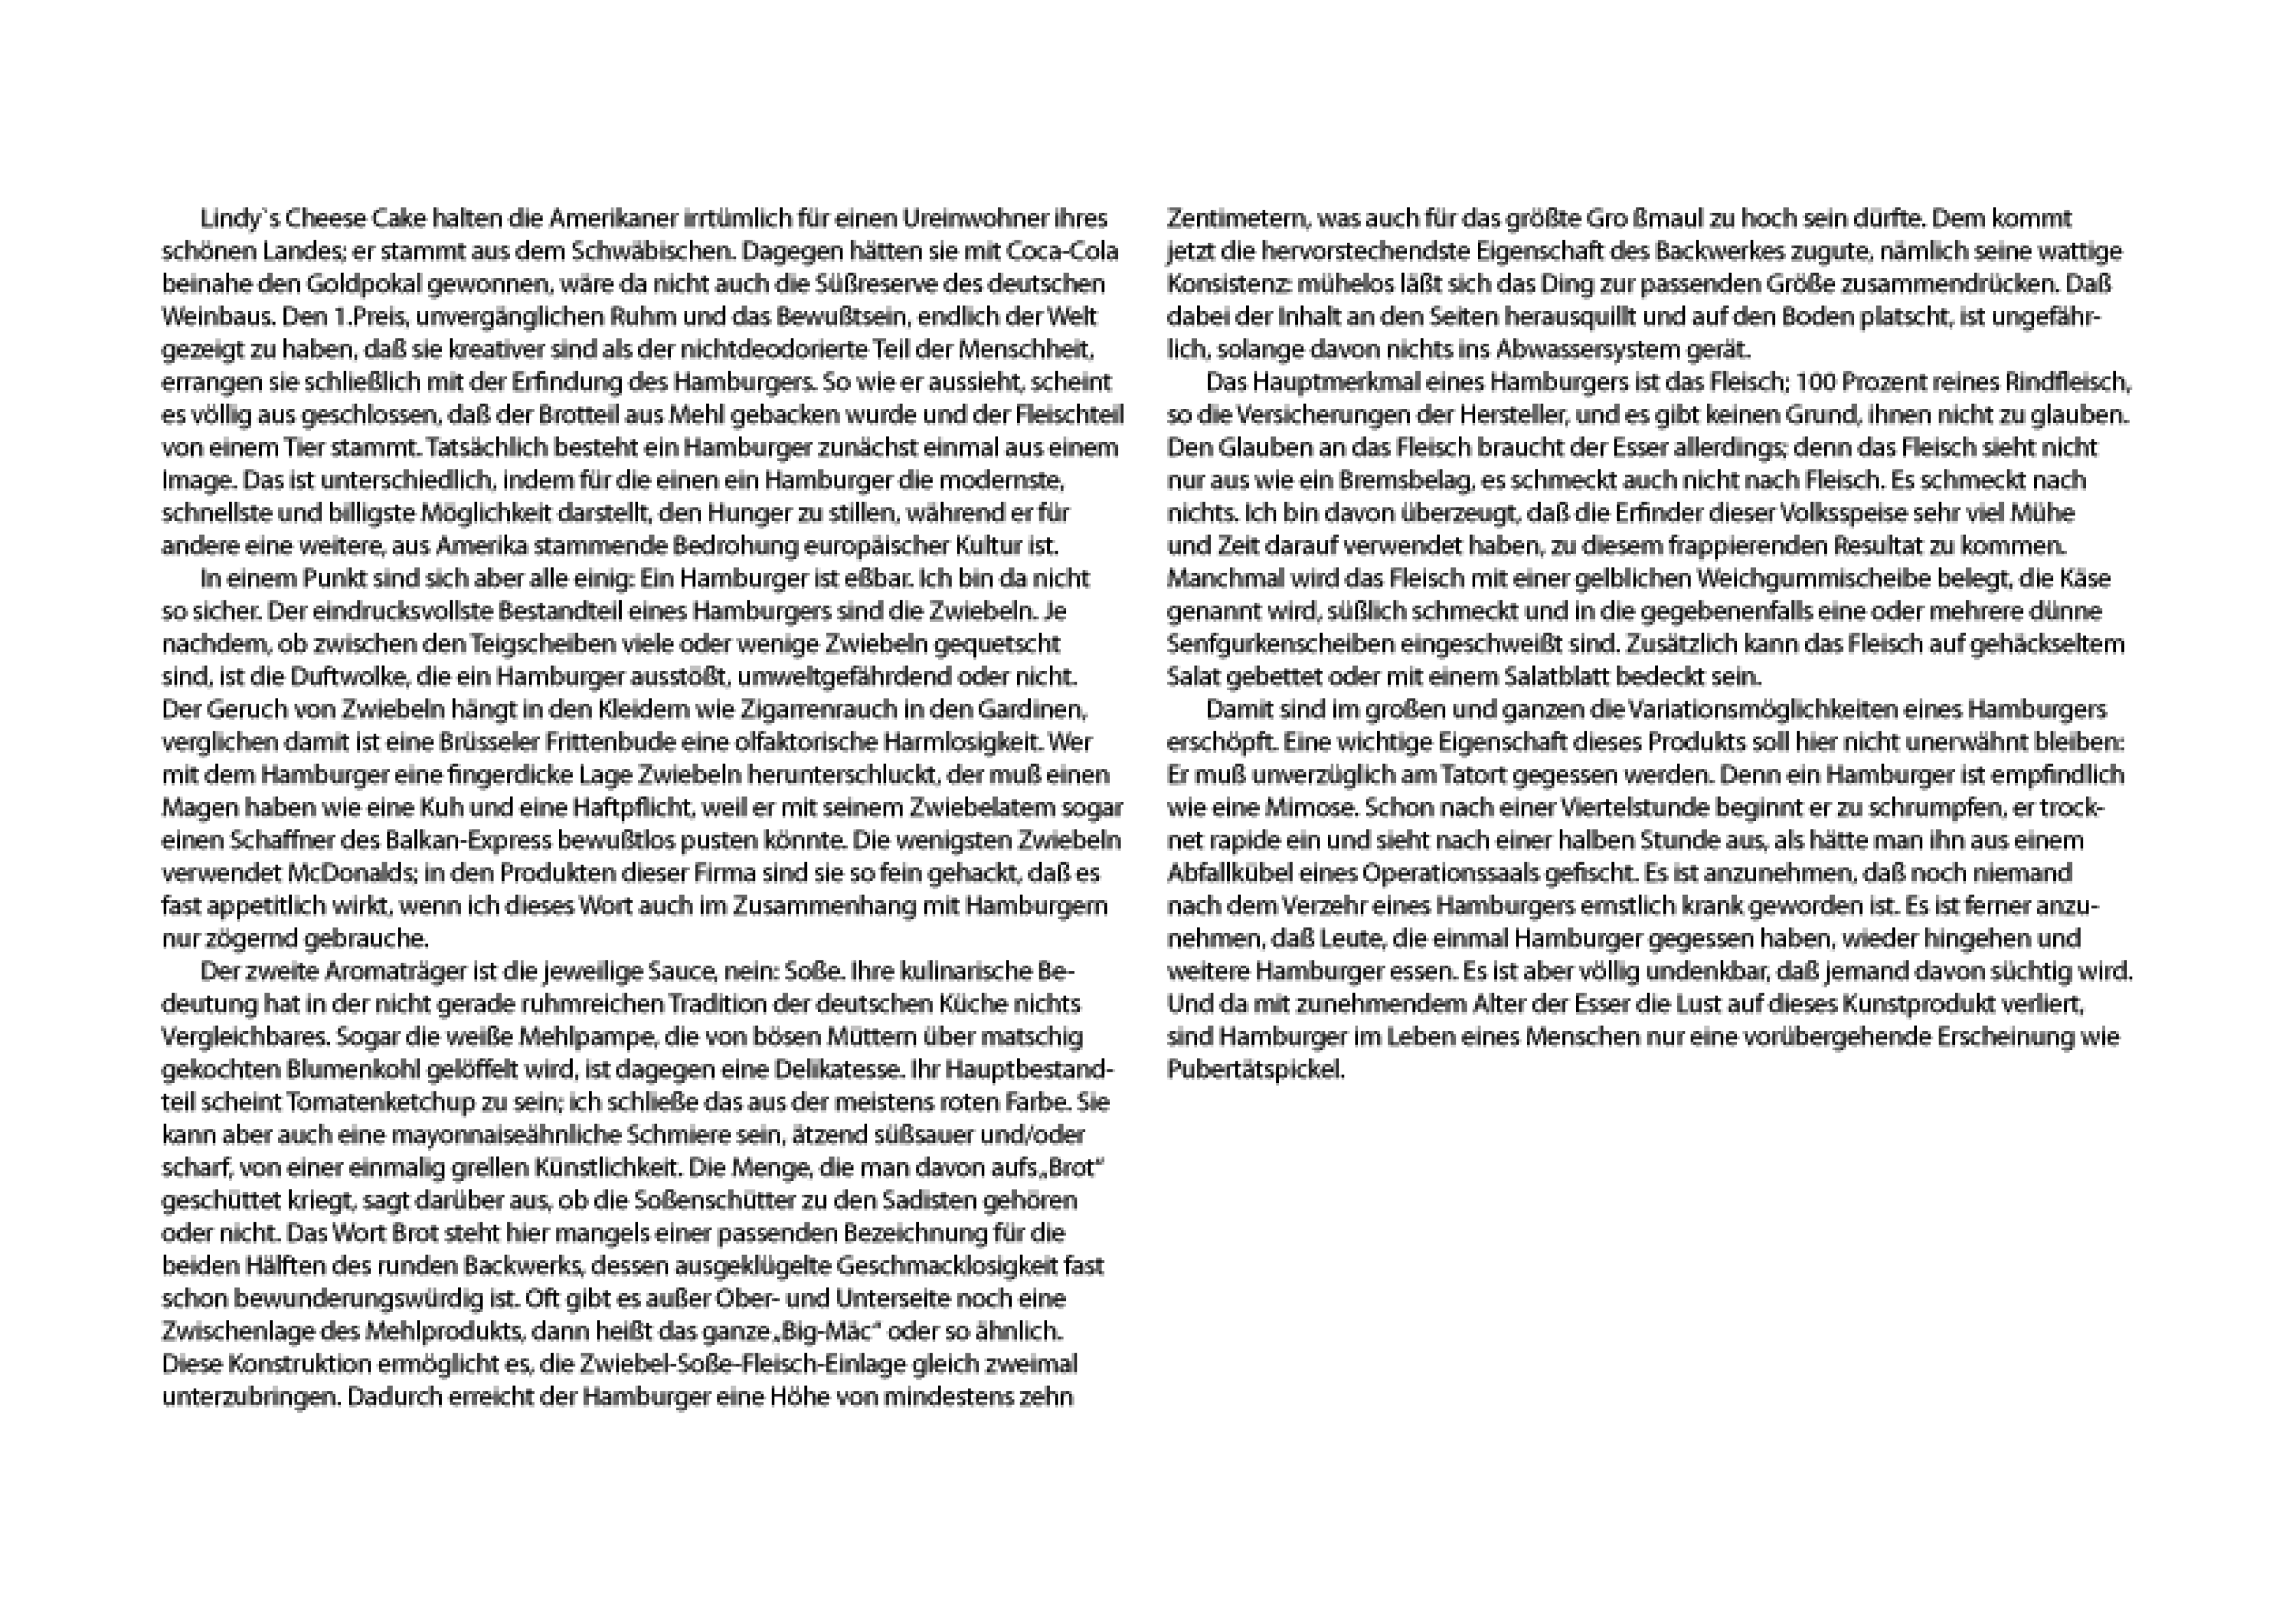 Lindy`s Cheese Cake halten die Amerikaner irrtümlich für einen Ureinwohner ihres
schönen Landes; er stammt aus dem Schwäbischen. Dagegen hätten sie mit Coca-Cola
beinahe den Goldpokal gewonnen, wäre da nicht auch die Süßreserve des deutschen
Weinbaus. Den 1.Preis, unvergänglichen Ruhm und das Bewußtsein, endlich der Welt
gezeigt zu haben, daß sie kreativer sind als der nichtdeodorierte Teil der Menschheit,
errangen sie schließlich mit der Erfindung des Hamburgers. So wie er aussieht, scheint
es völlig aus geschlossen, daß der Brotteil aus Mehl gebacken wurde und der Fleischteil
von einem Tier stammt. Tatsächlich besteht ein Hamburger zunächst einmal aus einem
Image. Das ist unterschiedlich, indem für die einen ein Hamburger die modernste,
schnellste und billigste Möglichkeit darstellt, den Hunger zu stillen, während er für
andere eine weitere, aus Amerika stammende Bedrohung europäischer Kultur ist.
In einem Punkt sind sich aber alle einig: Ein Hamburger ist eßbar. Ich bin da nicht
so sicher. Der eindrucksvollste Bestandteil eines Hamburgers sind die Zwiebeln. Je
nachdem, ob zwischen den Teigscheiben viele oder wenige Zwiebeln gequetscht
sind, ist die Duftwolke, die ein Hamburger ausstößt, umweltgefährdend oder nicht.
Der Geruch von Zwiebeln hängt in den Kleidern wie Zigarrenrauch in den Gardinen,
verglichen damit ist eine Brüsseler Frittenbude eine olfaktorische Harmlosigkeit. Wer
mit dem Hamburger eine fingerdicke Lage Zwiebeln herunterschluckt, der muß einen
Magen haben wie eine Kuh und eine Haftpflicht, weil er mit seinem Zwiebelatem sogar
einen Schaffner des Balkan-Express bewußtlos pusten könnte. Die wenigsten Zwiebeln
verwendet McDonalds; in den Produkten dieser Firma sind sie so fein gehackt, daß es
fast appetitlich wirkt, wenn ich dieses Wort auch im Zusammenhang mit Hamburgern
nur zögernd gebrauche.
Der zweite Aromaträger ist die jeweilige Sauce, nein: Soße. Ihre kulinarische Be-
deutung hat in der nicht gerade ruhmreichen Tradition der deutschen Küche nichts
Vergleichbares. Sogar die weiße Mehlpampe, die von bösen Müttern über matschig
gekochten Blumenkohl gelöffelt wird, ist dagegen eine Delikatesse. Ihr Hauptbestand-
teil scheint Tomatenketchup zu sein; ich schließe das aus der meistens roten Farbe. Sie
kann aber auch eine mayonnaiseähnliche Schmiere sein, ätzend süßsauer und/oder
scharf, von einer einmalig grellen Künstlichkeit. Die Menge, die man davon aufs „Brot“
geschüttet kriegt, sagt darüber aus, ob die Soßenschütter zu den Sadisten gehören
oder nicht. Das Wort Brot steht hier mangels einer passenden Bezeichnung für die
beiden Hälften des runden Backwerks, dessen ausgeklügelte Geschmacklosigkeit fast
schon bewunderungswürdig ist. Oft gibt es außer Ober- und Unterseite noch eine
Zwischenlage des Mehlprodukts, dann heißt das ganze „Big-Mäc“ oder so ähnlich.
Diese Konstruktion ermöglicht es, die Zwiebel-Soße-Fleisch-Einlage gleich zweimal
unterzubringen. Dadurch erreicht der Hamburger eine Höhe von mindestens zehn
Zentimetern, was auch für das größte Gro ßmaul zu hoch sein dürfte. Dem kommt
jetzt die hervorstechendste Eigenschaft des Backwerkes zugute, nämlich seine wattige
Konsistenz: mühelos läßt sich das Ding zur passenden Größe zusammendrücken. Daß
dabei der Inhalt an den Seiten herausquillt und auf den Boden platscht, ist ungefähr-
lich, solange davon nichts ins Abwassersystem gerät.
Das Hauptmerkmal eines Hamburgers ist das Fleisch; 100 Prozent reines Rindfleisch,
so die Versicherungen der Hersteller, und es gibt keinen Grund, ihnen nicht zu glauben.
Den Glauben an das Fleisch braucht der Esser allerdings; denn das Fleisch sieht nicht
nur aus wie ein Bremsbelag, es schmeckt auch nicht nach Fleisch. Es schmeckt nach
nichts. Ich bin davon überzeugt, daß die Erfinder dieser Volksspeise sehr viel Mühe
und Zeit darauf verwendet haben, zu diesem frappierenden Resultat zu kommen.
Manchmal wird das Fleisch mit einer gelblichen Weichgummischeibe belegt, die Käse
genannt wird, süßlich schmeckt und in die gegebenenfalls eine oder mehrere dünne
Senfgurkenscheiben eingeschweißt sind. Zusätzlich kann das Fleisch auf gehäckseltem
Salat gebettet oder mit einem Salatblatt bedeckt sein.
Damit sind im großen und ganzen die Variationsmöglichkeiten eines Hamburgers
erschöpft. Eine wichtige Eigenschaft dieses Produkts soll hier nicht unerwähnt bleiben:
Er muß unverzüglich am Tatort gegessen werden. Denn ein Hamburger ist empfindlich
wie eine Mimose. Schon nach einer Viertelstunde beginnt er zu schrumpfen, er trock-
net rapide ein und sieht nach einer halben Stunde aus, als hätte man ihn aus einem
Abfallkübel eines Operationssaals gefischt. Es ist anzunehmen, daß noch niemand
nach dem Verzehr eines Hamburgers ernstlich krank geworden ist. Es ist ferner anzu-
nehmen, daß Leute, die einmal Hamburger gegessen haben, wieder hingehen und
weitere Hamburger essen. Es ist aber völlig undenkbar, daß jemand davon süchtig wird.
Und da mit zunehmendem Alter der Esser die Lust auf dieses Kunstprodukt verliert,
sind Hamburger im Leben eines Menschen nur eine vorübergehende Erscheinung wie
Pubertätspickel.